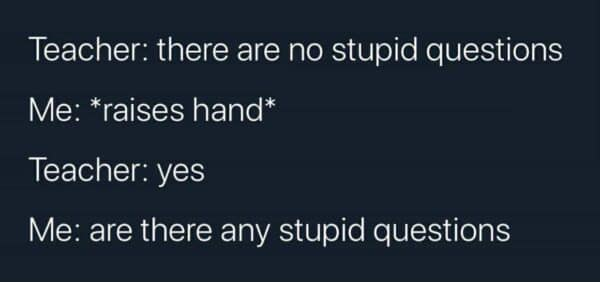 Teacher: there are no stupid questions
Me: *raises hand*
Teacher: yes
Me: are there any stupid questions